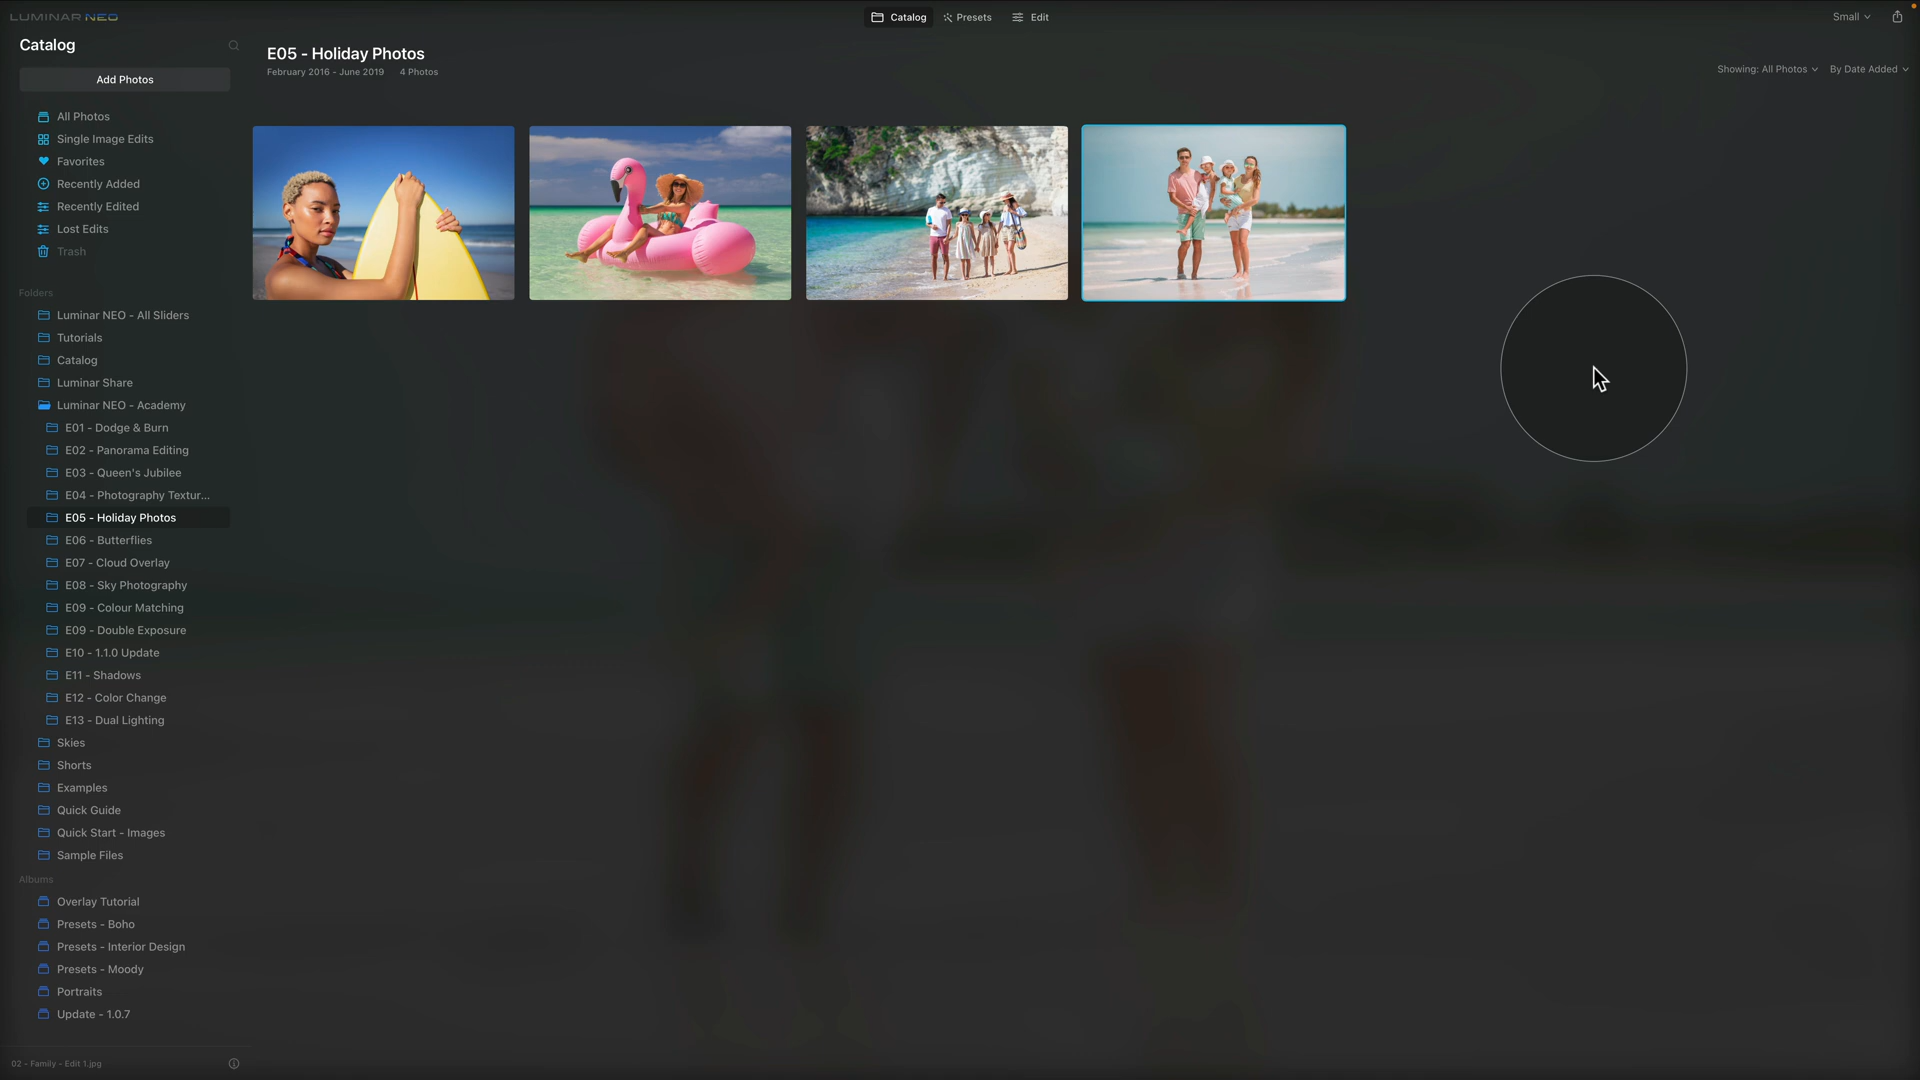 LUMINAR NEO
Catalog
Presets
Edit
Small
Catalog
Add Photos
E05 - Holiday Photos
February 2016 - June 2019
4 Photos
Showing: All Photos
By Date Added
All Photos
Single Image Edits
Favorites
Recently Added
Recently Edited
Lost Edits
Trash
Folders
Luminar NEO - All Sliders
Tutorials
Catalog
Luminar Share
Luminar NEO - Academy
E01 - Dodge & Burn
E02 - Panorama Editing
E03 - Queen's Jubilee
E04 - Photography Textur...
E05 - Holiday Photos
E06 - Butterflies
E07 - Cloud Overlay
E08 - Sky Photography
E09 - Colour Matching
E09 - Double Exposure
E10 - 1.1.0 Update
E11 - Shadows
E12 - Color Change
E13 - Dual Lighting
Skies
Shorts
Examples
Quick Guide
Quick Start - Images
Sample Files
Albums
Overlay Tutorial
Presets - Boho
Presets - Interior Design
Presets - Moody
Portraits
Update - 1.0.7
02 - Family - Edit 1.jpg